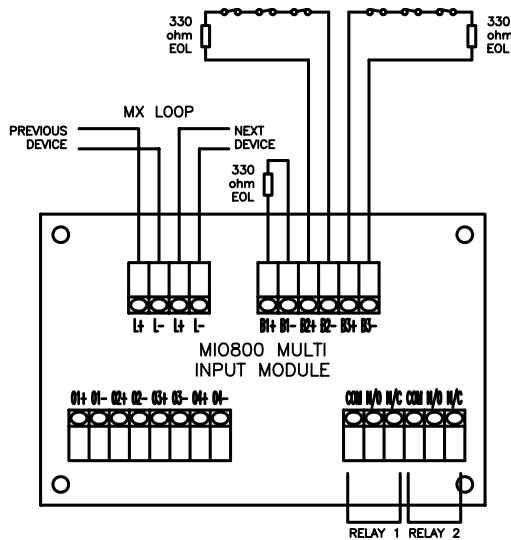 330
ohm
EOL
330
ohm
EOL
MX LOOP
PREVIOUS
DEVICE
NEXT
DEVICE
330
ohm
EOL
L+ L- L+ L-
B1+ B1- B2+ B2- B3+ B3-
MIO800 MULTI
INPUT MODULE
O1+ O1- O2+ O2- O3+ O3- O4+ O4-
COM N/O N/C COM N/O N/C
RELAY 1 RELAY 2